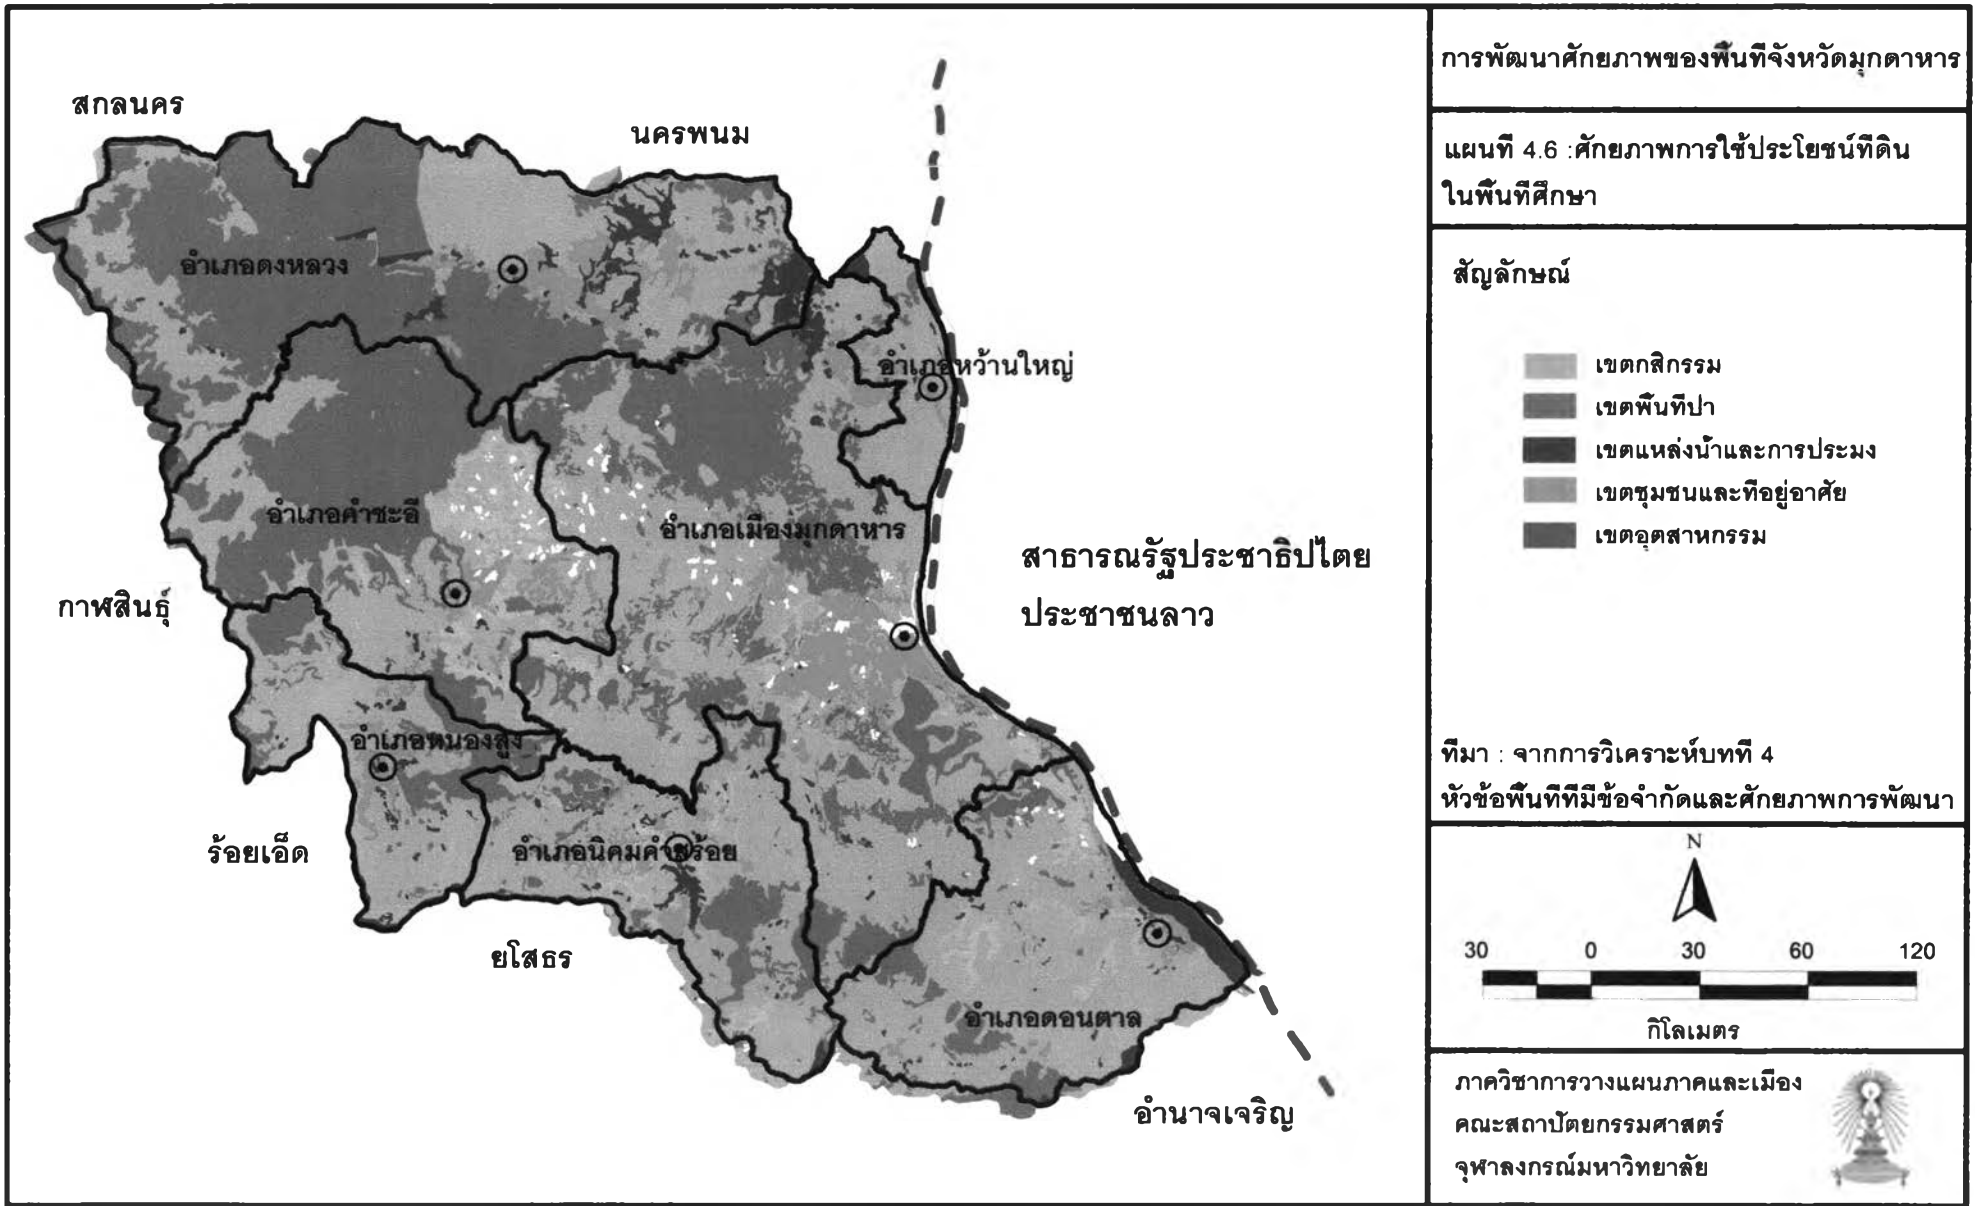 สกลนคร
นครพนม
อำเภอดงหลวง
อำเภอหว้านใหญ่
อำเภอคำชะอี
อำเภอเมืองมุกดาหาร
สาธารณรัฐประชาธิปไตย
ประชาชนลาว
กาฬสินธุ์
อำเภอหนองสูง
ร้อยเอ็ด
อำเภอนิคมคำสร้อย
ยโสธร
อำเภอดอนตาล
อำนาจเจริญ
การพัฒนาศักยภาพของพื้นที่จังหวัดมุกดาหาร
แผนที่ 4.6 :ศักยภาพการใช้ประโยชน์ที่ดิน
ในพื้นที่ศึกษา
สัญลักษณ์
เขตกสิกรรม
เขตพื้นที่ป่า
เขตแหล่งน้ำและการประมง
เขตชุมชนและที่อยู่อาศัย
เขตอุตสาหกรรม
ที่มา : จากการวิเคราะห์บทที่ 4
หัวข้อพื้นที่ที่มีข้อจำกัดและศักยภาพการพัฒนา
N
30 0 30 60 120
กิโลเมตร
ภาควิชาการวางแผนภาคและเมือง
คณะสถาปัตยกรรมศาสตร์
จุฬาลงกรณ์มหาวิทยาลัย